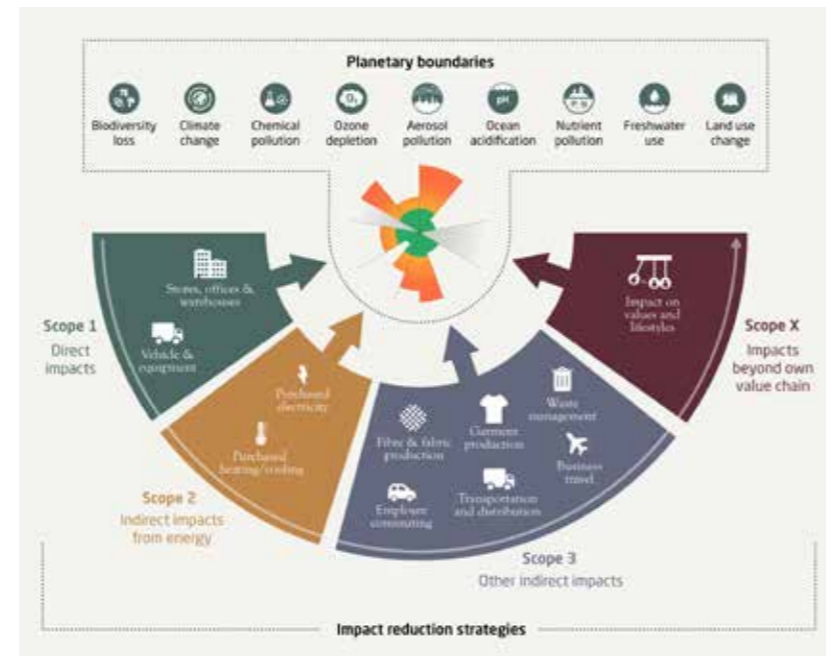 Planetary boundaries
Biodiversity
loss
Climate
change
Chemical
pollution
O₃
Ozone
depletion
Aerosol
pollution
pH
Ocean
acidification
P N
Nutrient
pollution
Freshwater
use
Land use
change
Scope 1
Direct
impacts
Stores, offices &
warehouses
Vehicle &
equipment
Scope 2
Indirect impacts
from energy
Purchased
electricity
Purchased
heating/cooling
Scope 3
Other indirect impacts
Fibre & fabric
production
Garment
production
Waste
management
Business
travel
Employee
commuting
Transportation
and distribution
Scope X
Impacts
beyond own
value chain
Impact on
values and
lifestyles
Impact reduction strategies